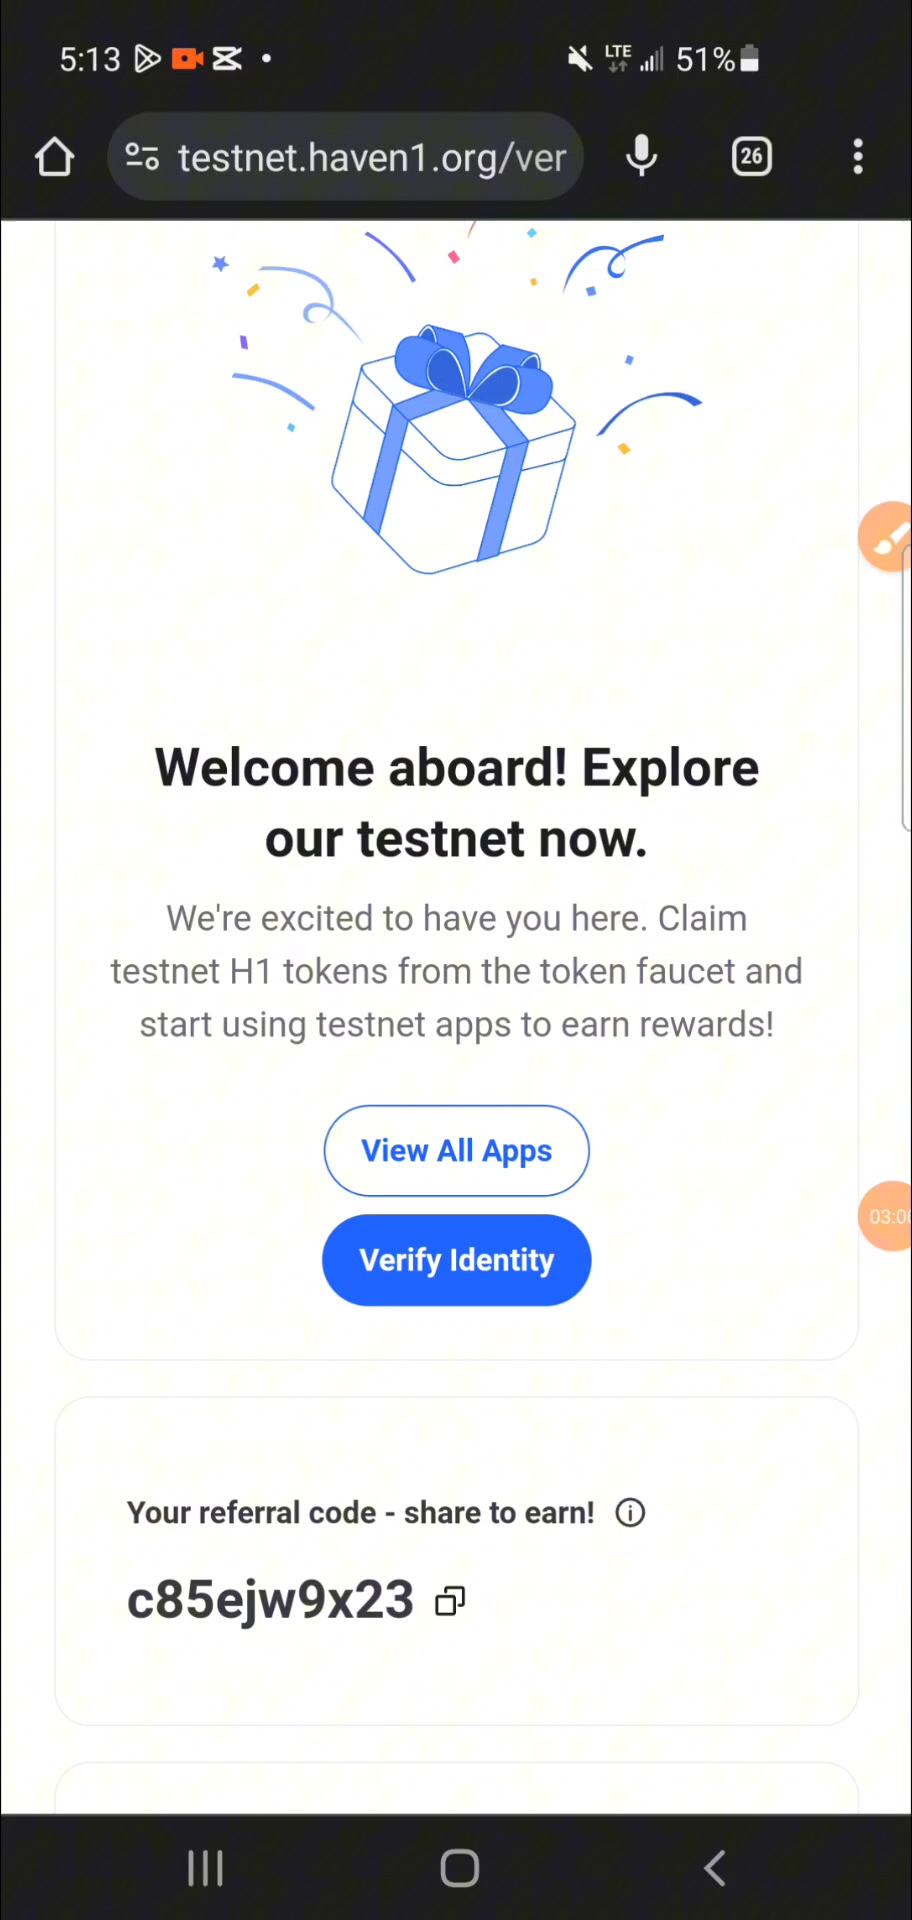 5:13
LTE
51%
testnet.haven1.org/ver
26
Welcome aboard! Explore
our testnet now.
We're excited to have you here. Claim
testnet H1 tokens from the token faucet and
start using testnet apps to earn rewards!
View All Apps
03:0
Verify Identity
Your referral code - share to earn!
c85ejw9x23